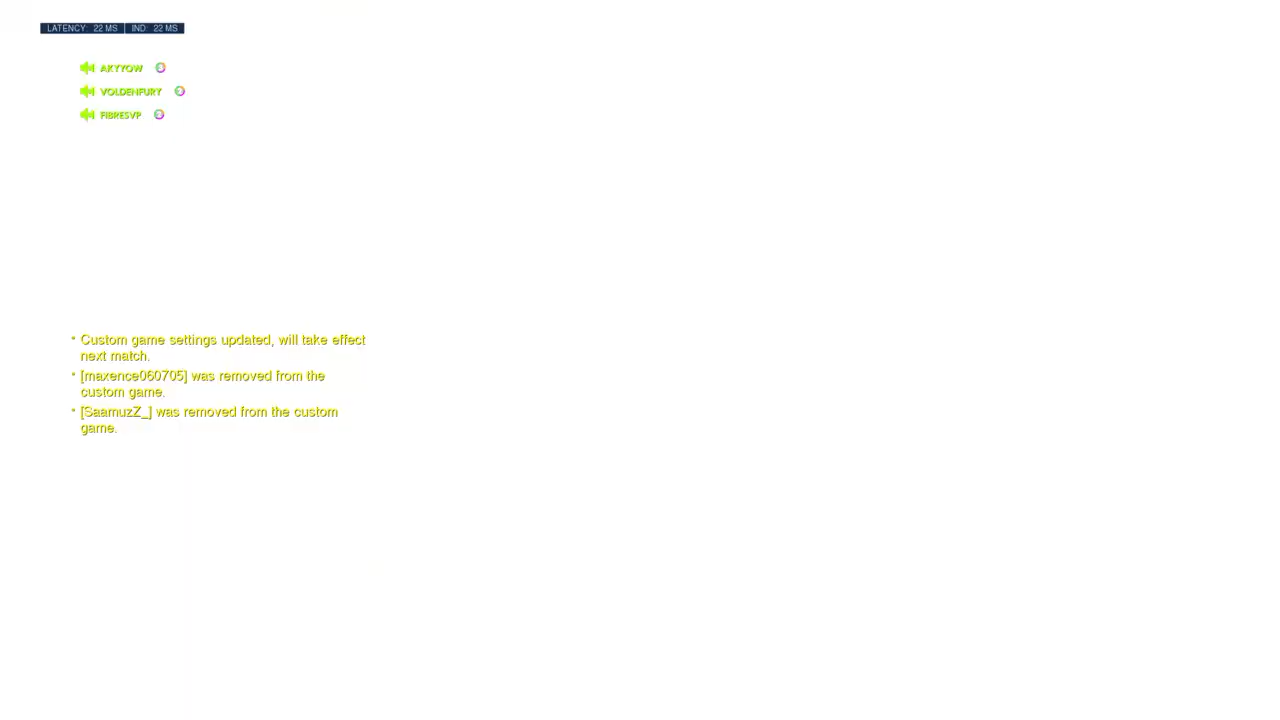 LATENCY: 22 MS | IND: 22 MS
AKYYOW
VOLDENFURY
FIBRESVP
• Custom game settings updated, will take effect
next match.
• [maxence060705] was removed from the
custom game.
• [SaamuzZ_] was removed from the custom
game.